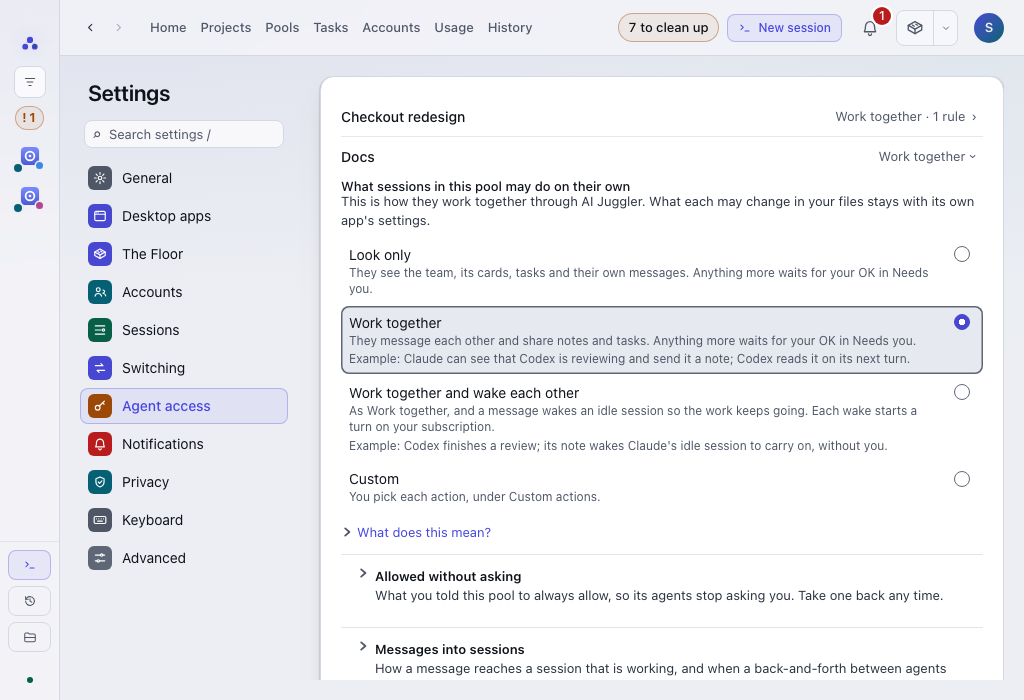 Home Projects Pools Tasks Accounts Usage History
7 to clean up
New session
1
S
! 1
Settings
Search settings /
General
Desktop apps
The Floor
Accounts
Sessions
Switching
Agent access
Notifications
Privacy
Keyboard
Advanced
Checkout redesign
Work together · 1 rule ›
Docs
Work together
What sessions in this pool may do on their own
This is how they work together through AI Juggler. What each may change in your files stays with its own
app's settings.
Look only
They see the team, its cards, tasks and their own messages. Anything more waits for your OK in Needs
you.
Work together
They message each other and share notes and tasks. Anything more waits for your OK in Needs you.
Example: Claude can see that Codex is reviewing and send it a note; Codex reads it on its next turn.
Work together and wake each other
As Work together, and a message wakes an idle session so the work keeps going. Each wake starts a
turn on your subscription.
Example: Codex finishes a review; its note wakes Claude's idle session to carry on, without you.
Custom
You pick each action, under Custom actions.
What does this mean?
Allowed without asking
What you told this pool to always allow, so its agents stop asking you. Take one back any time.
Messages into sessions
How a message reaches a session that is working, and when a back-and-forth between agents